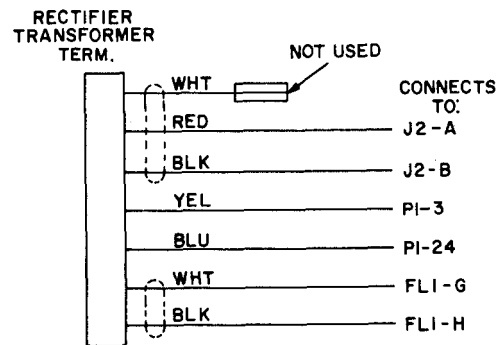 RECTIFIER
TRANSFORMER
TERM.
NOT USED
CONNECTS
TO:
WHT
RED J2-A
BLK J2-B
YEL P1-3
BLU P1-24
WHT FL1-G
BLK FL1-H